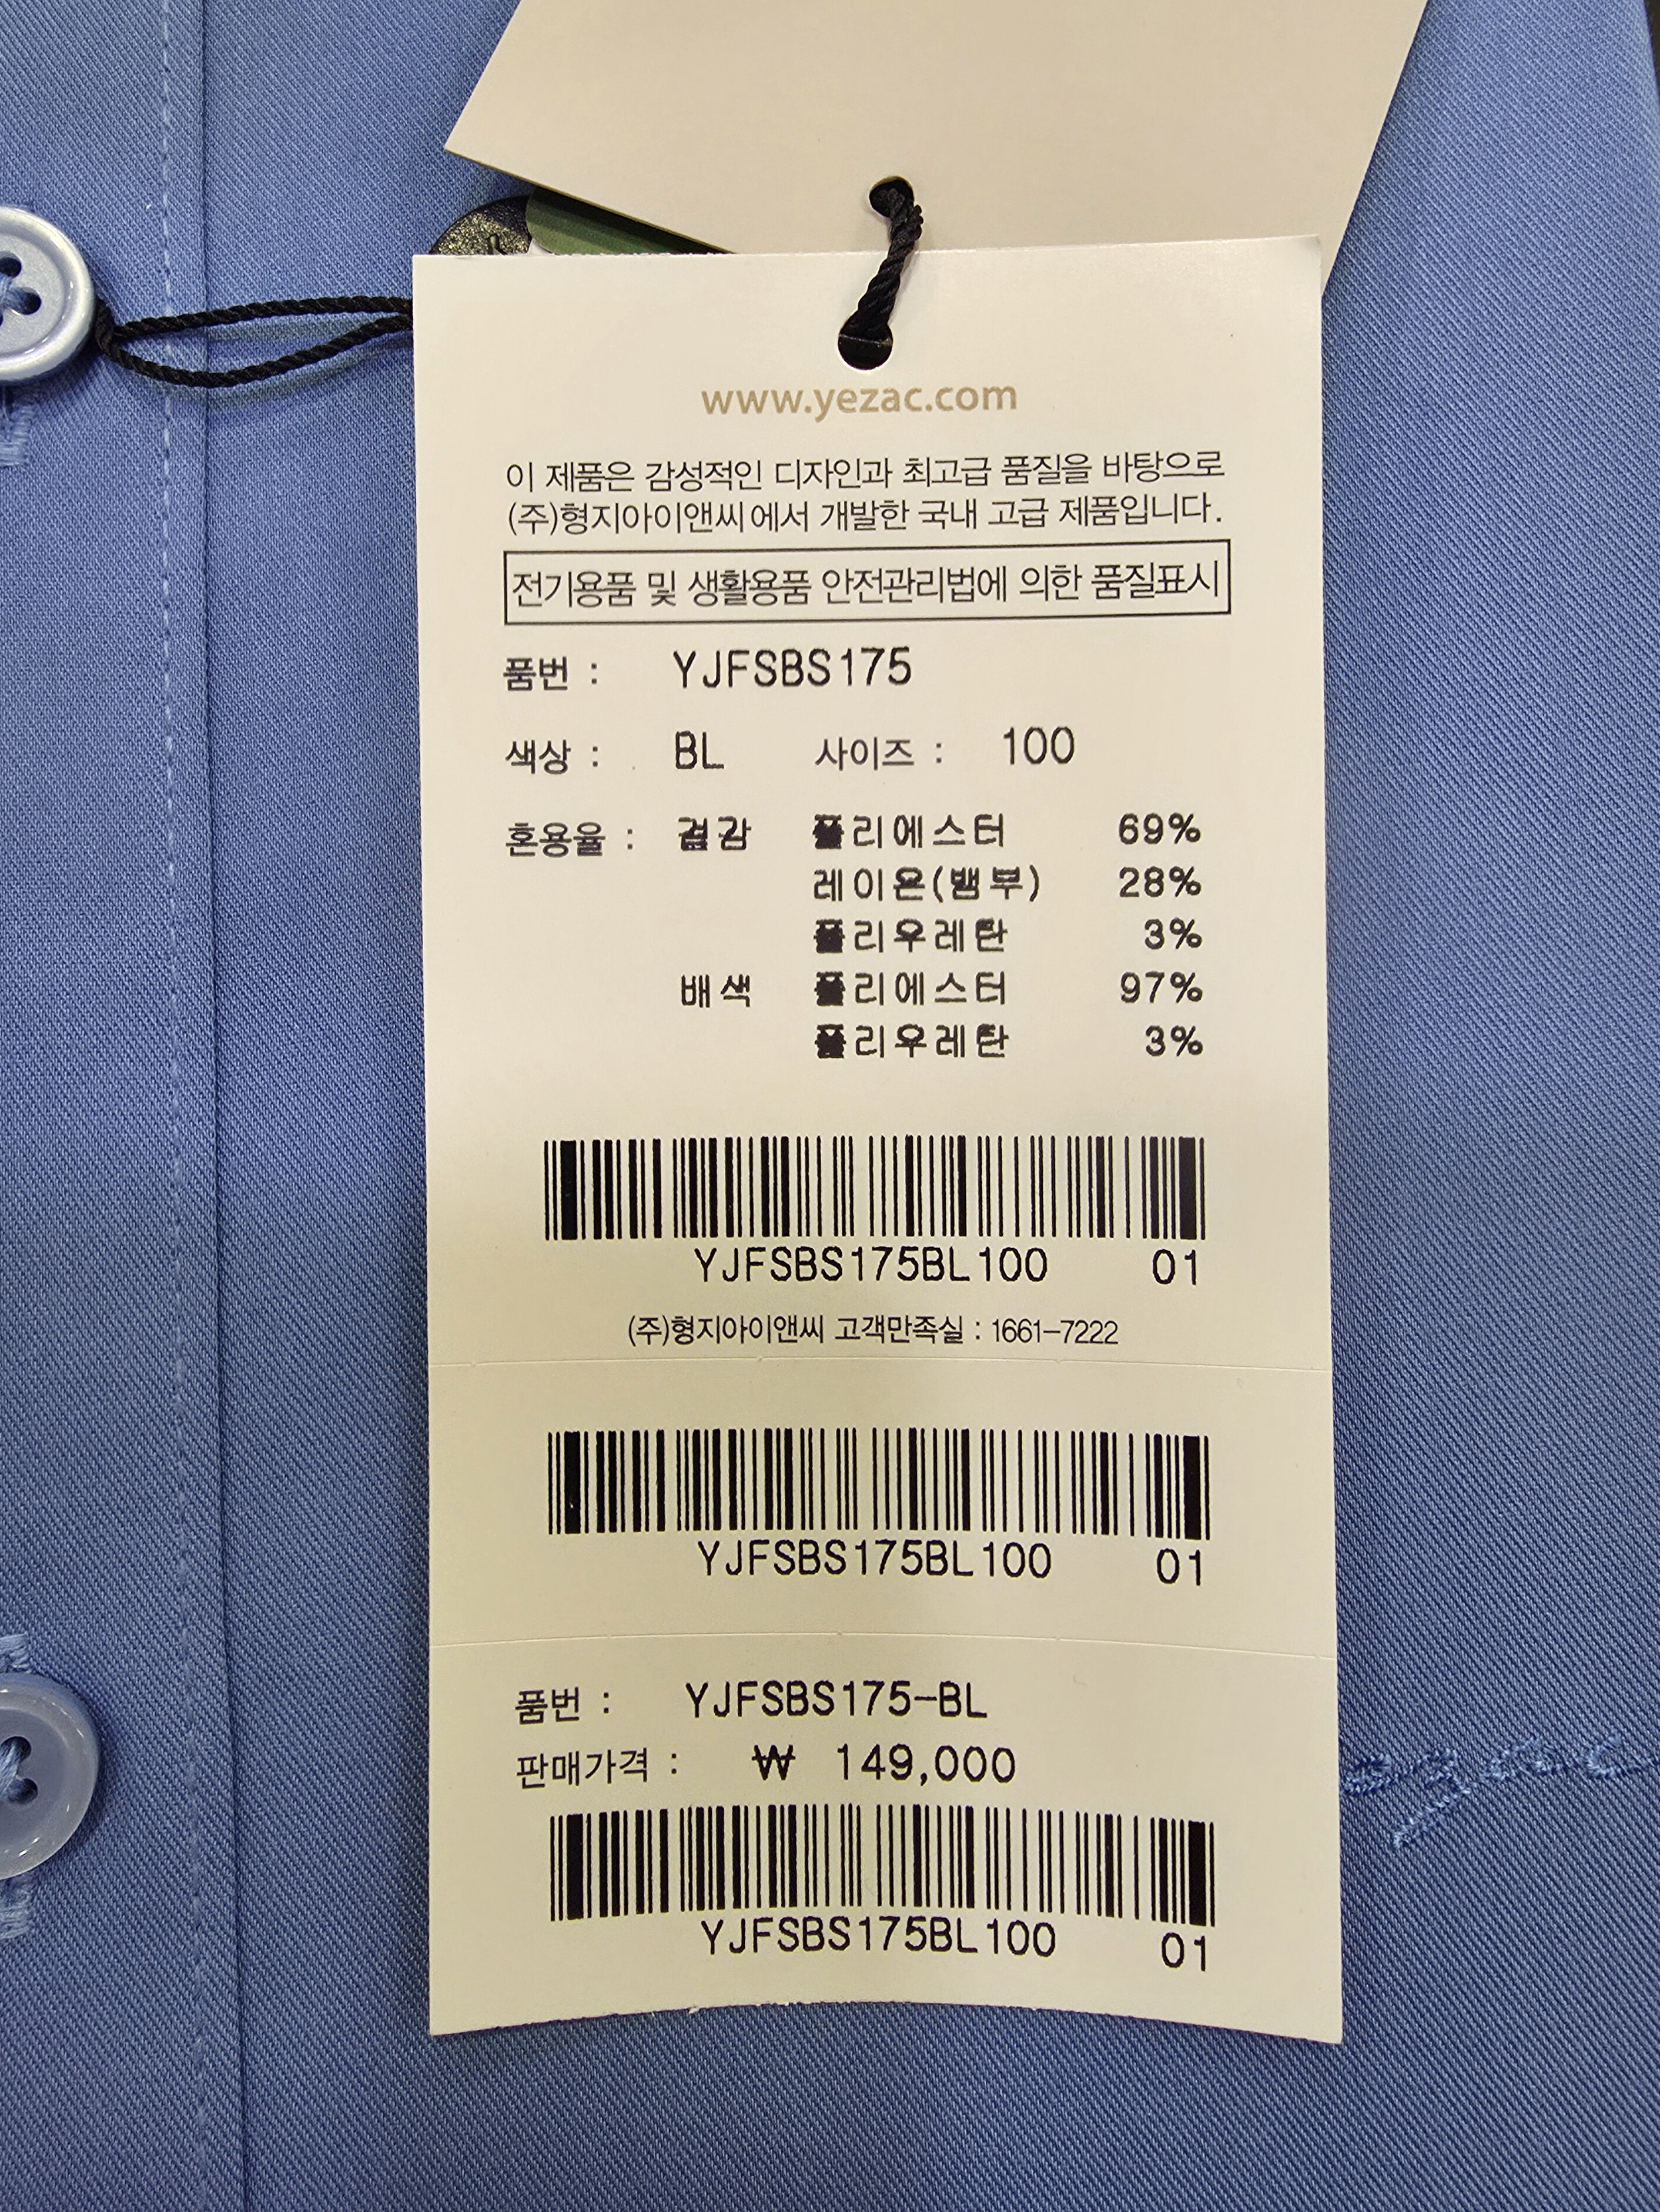 www.yezac.com
이 제품은 감성적인 디자인과 최고급 품질을 바탕으로
(주)형지아이앤씨에서 개발한 국내 고급 제품입니다.
전기용품 및 생활용품 안전관리법에 의한 품질표시
품번 : YJFSBS175
색상 : BL 사이즈 : 100
혼용율 : 겉감 폴리에스터 69%
레이온(뱀부) 28%
폴리우레탄 3%
배색 폴리에스터 97%
폴리우레탄 3%
YJFSBS175BL100 01
(주)형지아이앤씨 고객만족실 : 1661-7222
YJFSBS175BL100 01
품번 : YJFSBS175-BL
판매가격 : ₩ 149,000
YJFSBS175BL100 01